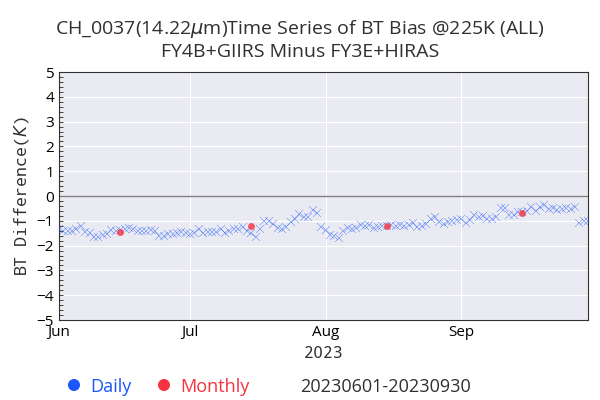 CH_0037(14.22μm)Time Series of BT Bias @225K (ALL)
FY4B+GIIRS Minus FY3E+HIRAS
BT Difference(K)
5
4
3
2
1
0
−1
−2
−3
−4
−5
Jun Jul Aug Sep
2023
Daily Monthly 20230601-20230930